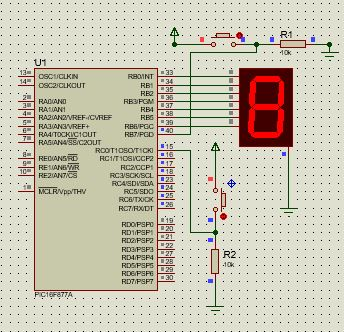 R1
10k
U1
13 OSC1/CLKIN RB0/INT 33
14 OSC2/CLKOUT RB1 34
RB2 35
2 RA0/AN0 RB3/PGM 36
3 RA1/AN1 RB4 37
4 RA2/AN2/VREF-/CVREF RB5 38
5 RA3/AN3/VREF+ RB6/PGC 39
6 RA4/T0CKI/C1OUT RB7/PGD 40
7 RA5/AN4/SS/C2OUT
RC0/T1OSO/T1CKI 15
8 RE0/AN5/RD RC1/T1OSI/CCP2 16
9 RE1/AN6/WR RC2/CCP1 17
10 RE2/AN7/CS RC3/SCK/SCL 18
RC4/SDI/SDA 23
1 MCLR/Vpp/THV RC5/SDO 24
RC6/TX/CK 25
RC7/RX/DT 26
RD0/PSP0 19
RD1/PSP1 20
RD2/PSP2 21
RD3/PSP3 22
RD4/PSP4 27
RD5/PSP5 28
RD6/PSP6 29
RD7/PSP7 30
PIC16F877A
R2
10k